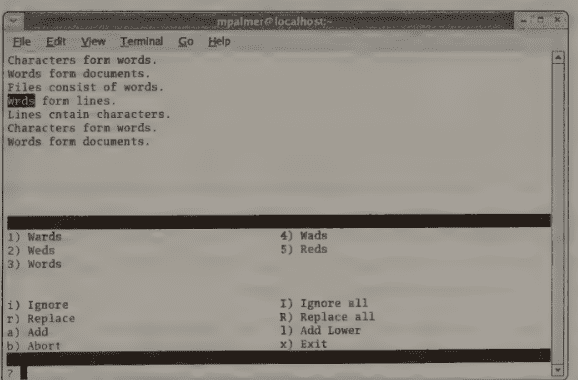 mpalmer@localhost:~
File Edit View Terminal Go Help
Characters form words.
Words form documents.
Files consist of words.
Wrds form lines.
Lines cntain characters.
Characters form words.
Words form documents.
1) Wards 4) Wads
2) Weds 5) Reds
3) Words
i) Ignore I) Ignore all
r) Replace R) Replace all
a) Add l) Add Lower
b) Abort x) Exit
?